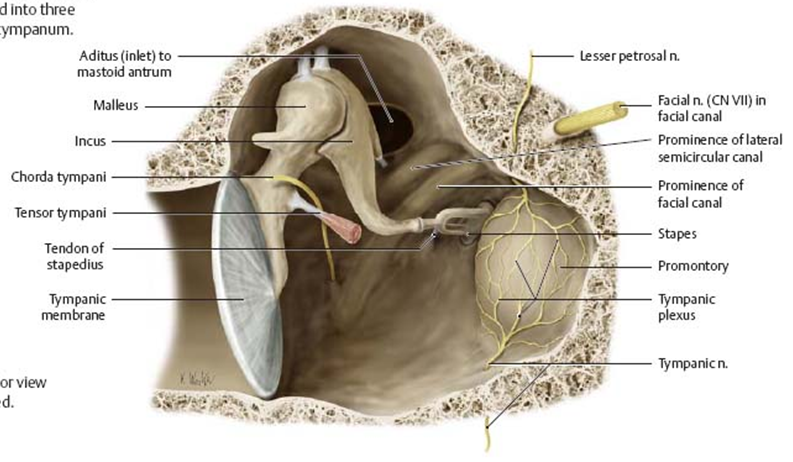 d into three
ympanum.
Aditus (inlet) to
mastoid antrum
Malleus
Incus
Chorda tympani
Tensor tympani
Tendon of
stapedius
Tympanic
membrane
or view
d.
Lesser petrosal n.
Facial n. (CN VII) in
facial canal
Prominence of lateral
semicircular canal
Prominence of
facial canal
Stapes
Promontory
Tympanic
plexus
Tympanic n.